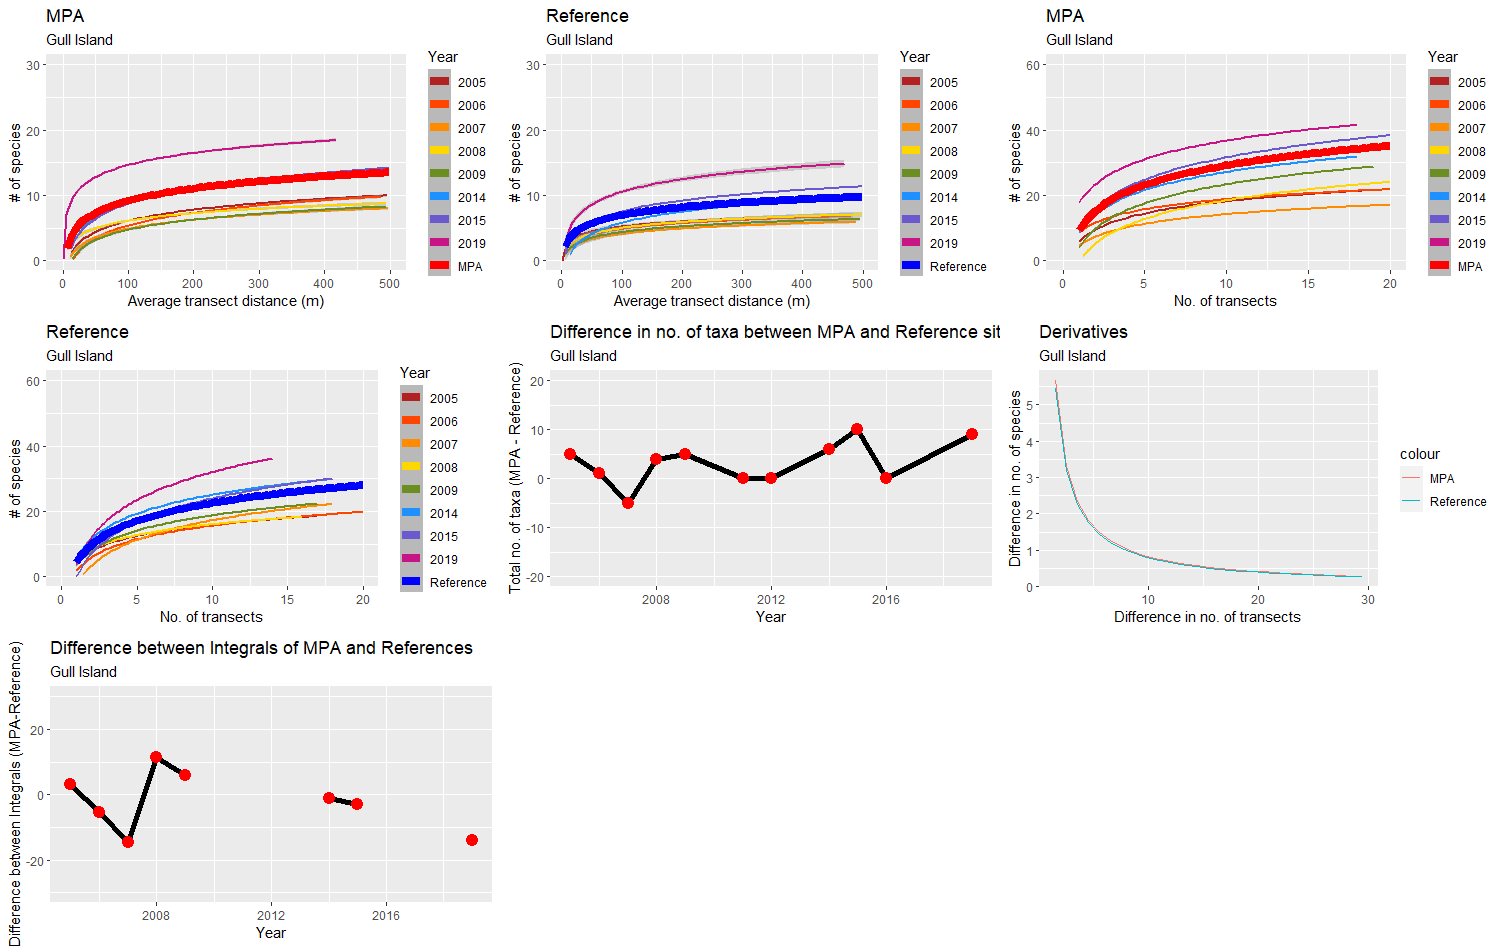 MPA
Gull Island
# of species
30
20
10
0
0 100 200 300 400 500
Average transect distance (m)
Year
2005
2006
2007
2008
2009
2014
2015
2019
MPA
Reference
Gull Island
# of species
30
20
10
0
0 100 200 300 400 500
Average transect distance (m)
Year
2005
2006
2007
2008
2009
2014
2015
2019
Reference
MPA
Gull Island
# of species
60
40
20
0
0 5 10 15 20
No. of transects
Year
2005
2006
2007
2008
2009
2014
2015
2019
MPA
Reference
Gull Island
# of species
60
40
20
0
0 5 10 15 20
No. of transects
Year
2005
2006
2007
2008
2009
2014
2015
2019
Reference
Difference in no. of taxa between MPA and Reference sit
Gull Island
Total no. of taxa (MPA - Reference)
20
10
0
-10
-20
2008 2012 2016
Year
Derivatives
Gull Island
Difference in no. of species
5
4
3
2
1
0
10 20 30
Difference in no. of transects
colour
MPA
Reference
Difference between Integrals of MPA and References
Gull Island
Difference between Integrals (MPA-Reference)
20
0
-20
2008 2012 2016
Year